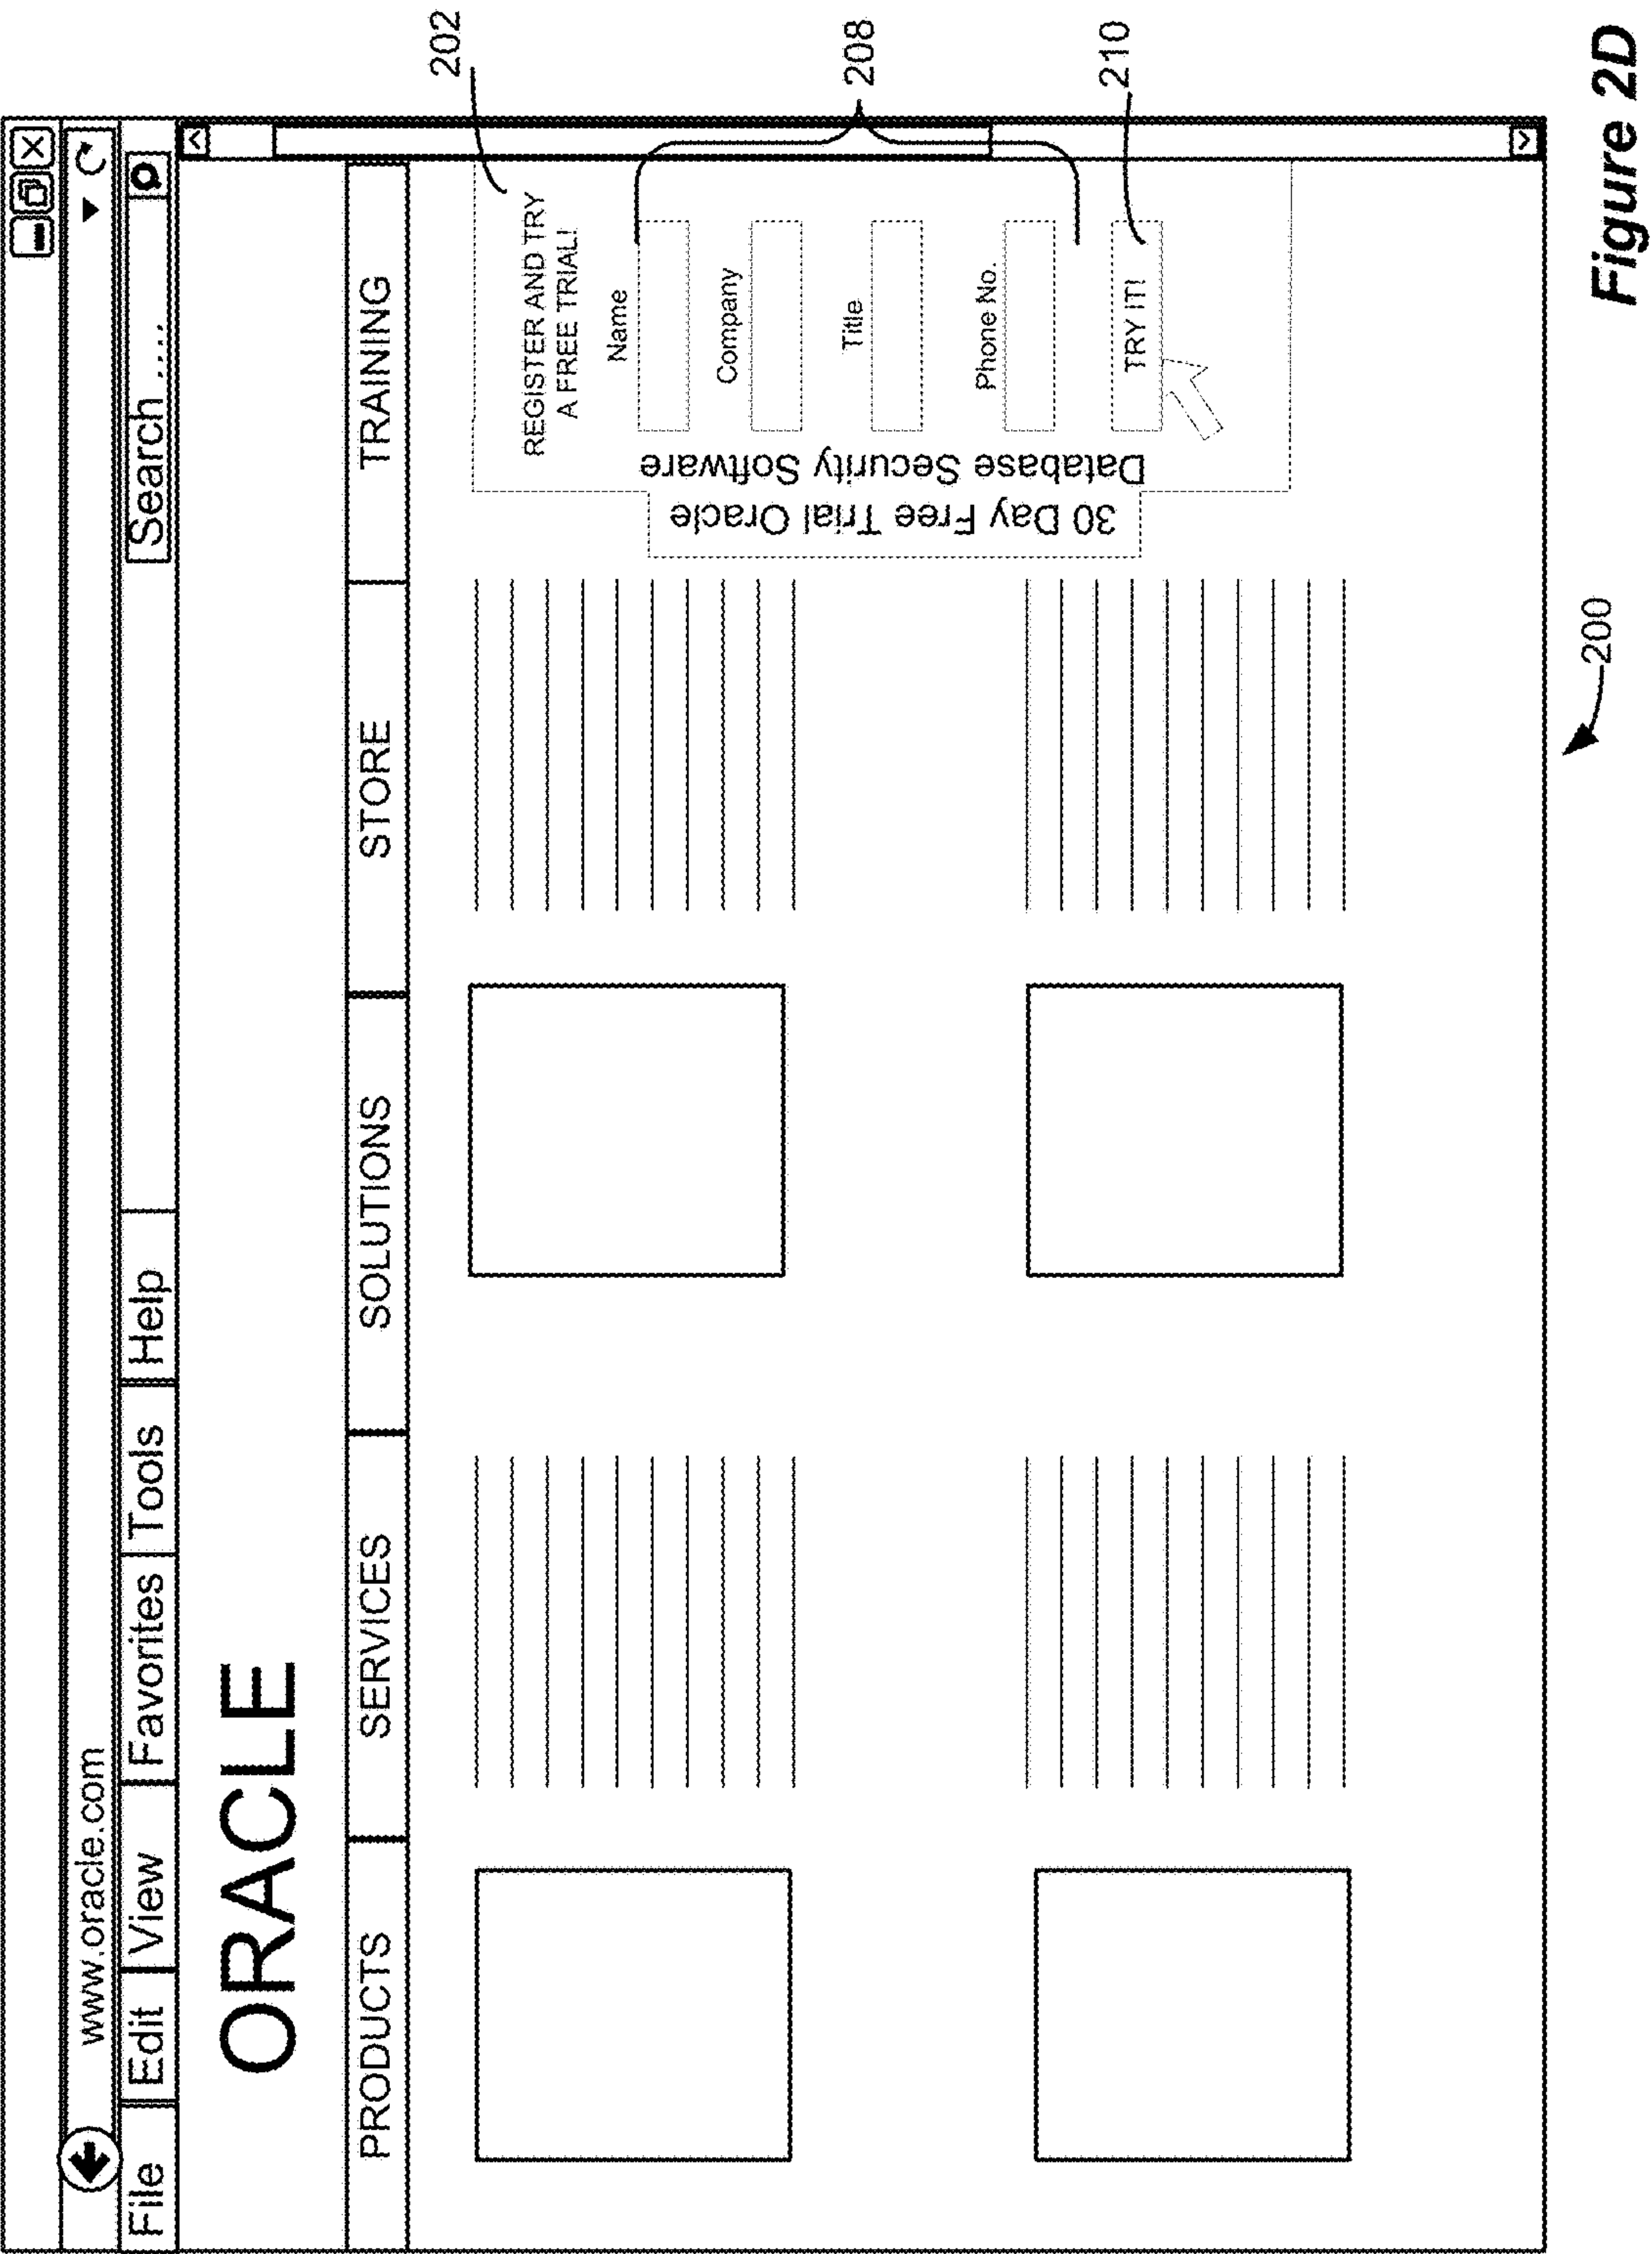 www.oracle.com
File Edit View Favorites Tools Help Search .....
ORACLE
PRODUCTS SERVICES SOLUTIONS STORE TRAINING
202
REGISTER AND TRY
A FREE TRIAL!
Name
Company
Title
Phone No.
TRY IT!
30 Day Free Trial Oracle
Database Security Software
208
210
200
Figure 2D